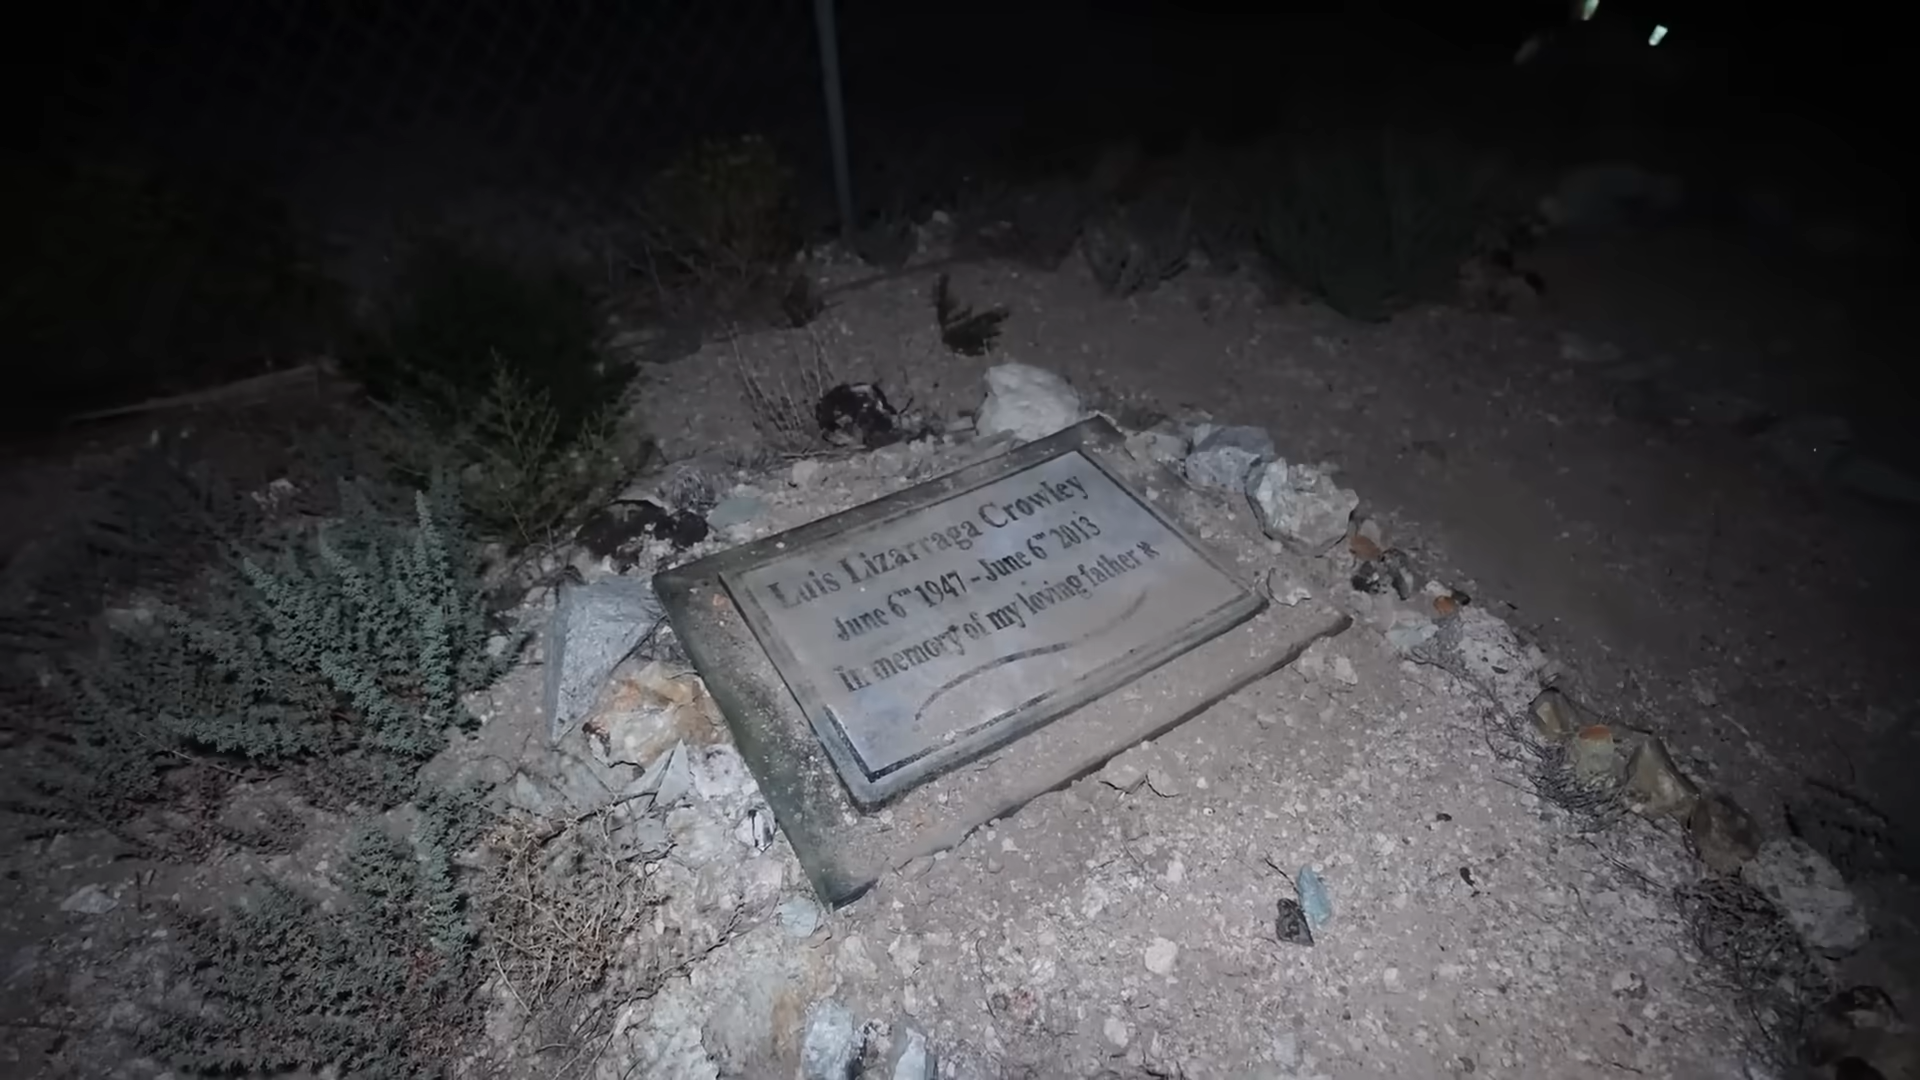 Luis Lizarraga Crowley
June 6TH 1947 - June 6TH 2013
In memory of my loving father